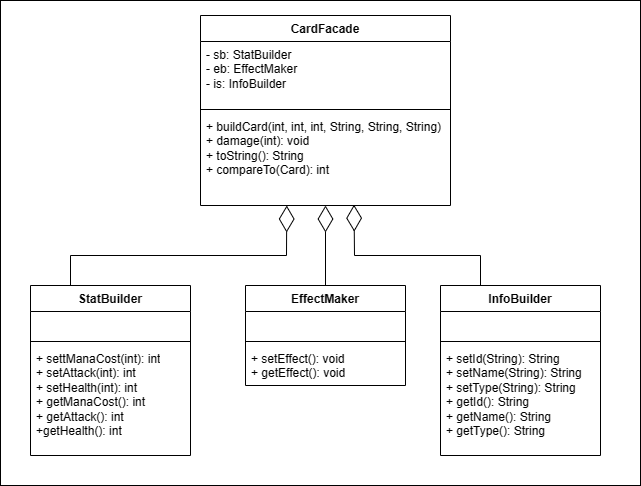 CardFacade
- sb: StatBuilder
- eb: EffectMaker
- is: InfoBuilder
+ buildCard(int, int, int, String, String, String)
+ damage(int): void
+ toString(): String
+ compareTo(Card): int
StatBuilder
+ settManaCost(int): int
+ setAttack(int): int
+ setHealth(int): int
+ getManaCost(): int
+ getAttack(): int
+getHealth(): int
EffectMaker
+ setEffect(): void
+ getEffect(): void
InfoBuilder
+ setId(String): String
+ setName(String): String
+ setType(String): String
+ getId(): String
+ getName(): String
+ getType(): String